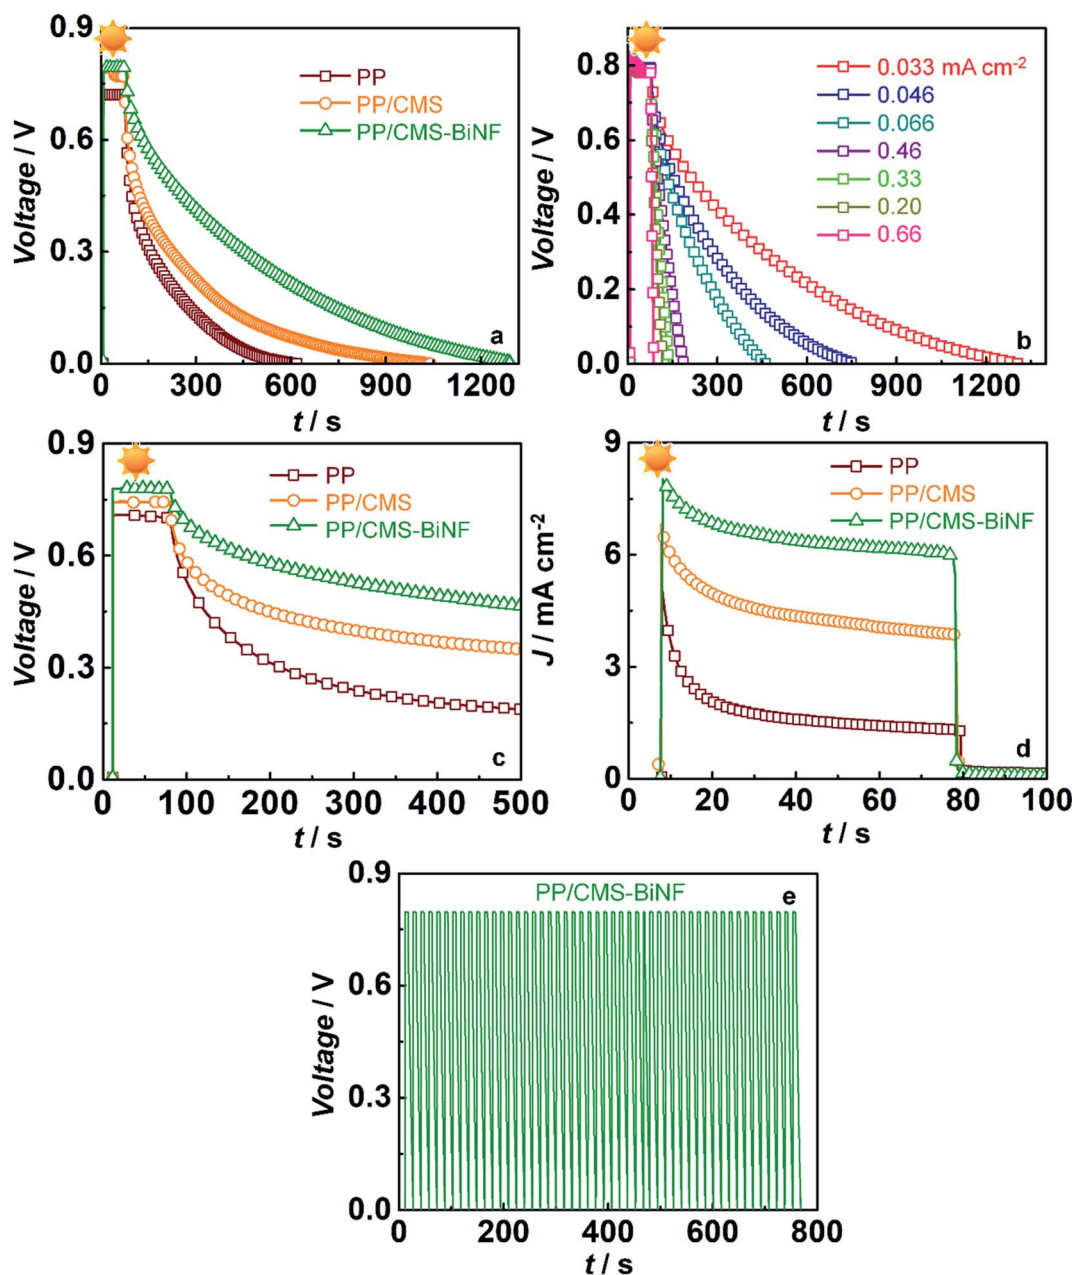 0.9
0.6
0.3
0.0
Voltage / V
PP
PP/CMS
PP/CMS-BiNF
a
0 300 600 900 1200
t / s
0.8
0.6
0.4
0.2
0.0
Voltage / V
0.033 mA cm⁻²
0.046
0.066
0.46
0.33
0.20
0.66
b
0 300 600 900 1200
t / s
0.9
0.6
0.3
0.0
Voltage / V
PP
PP/CMS
PP/CMS-BiNF
c
0 100 200 300 400 500
t / s
9
6
3
0
J / mA cm⁻²
PP
PP/CMS
PP/CMS-BiNF
d
0 20 40 60 80 100
t / s
0.9
0.6
0.3
0.0
Voltage / V
PP/CMS-BiNF
e
0 200 400 600 800
t / s